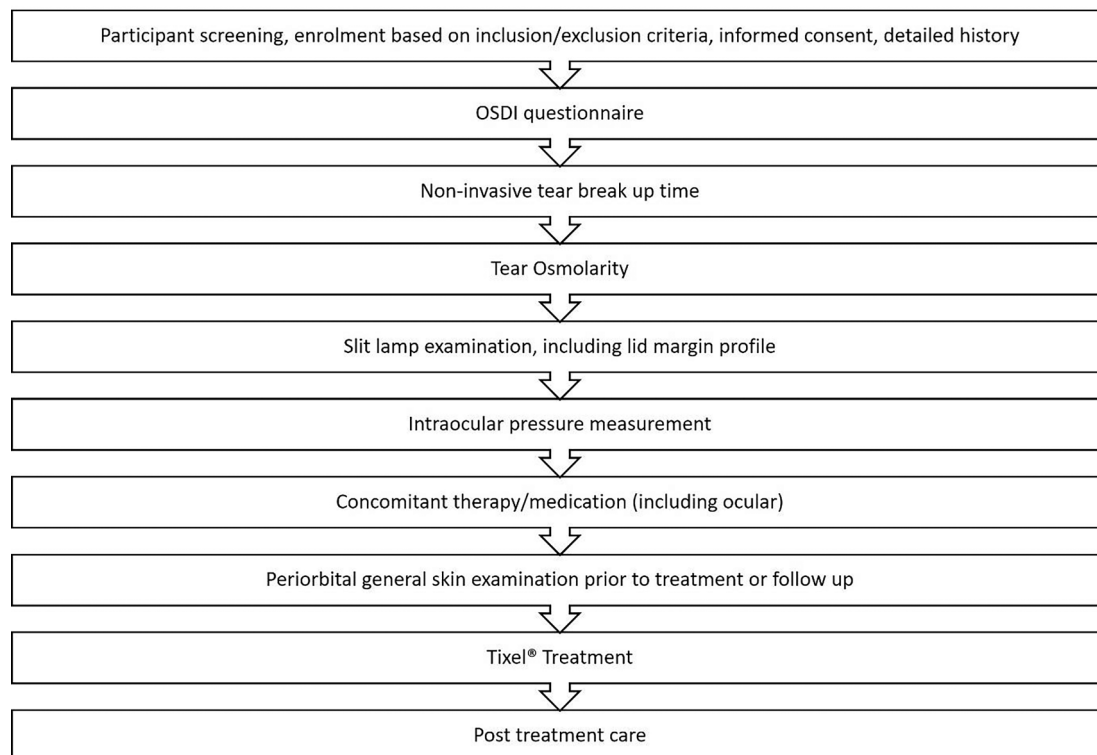 Participant screening, enrolment based on inclusion/exclusion criteria, informed consent, detailed history
OSDI questionnaire
Non-invasive tear break up time
Tear Osmolarity
Slit lamp examination, including lid margin profile
Intraocular pressure measurement
Concomitant therapy/medication (including ocular)
Periorbital general skin examination prior to treatment or follow up
Tixel® Treatment
Post treatment care